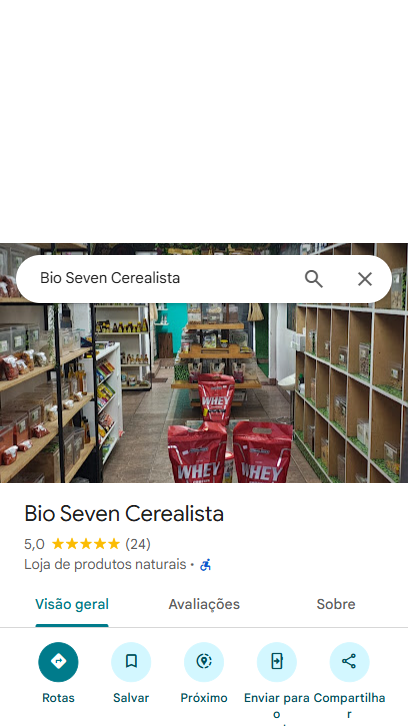 Bio Seven Cerealista
WHEY
WHEY
WHEY
Bio Seven Cerealista
5,0 ★★★★★ (24)
Loja de produtos naturais ·
Visão geral
Avaliações
Sobre
Rotas
Salvar
Próximo
Enviar para
o
Compartilha
r